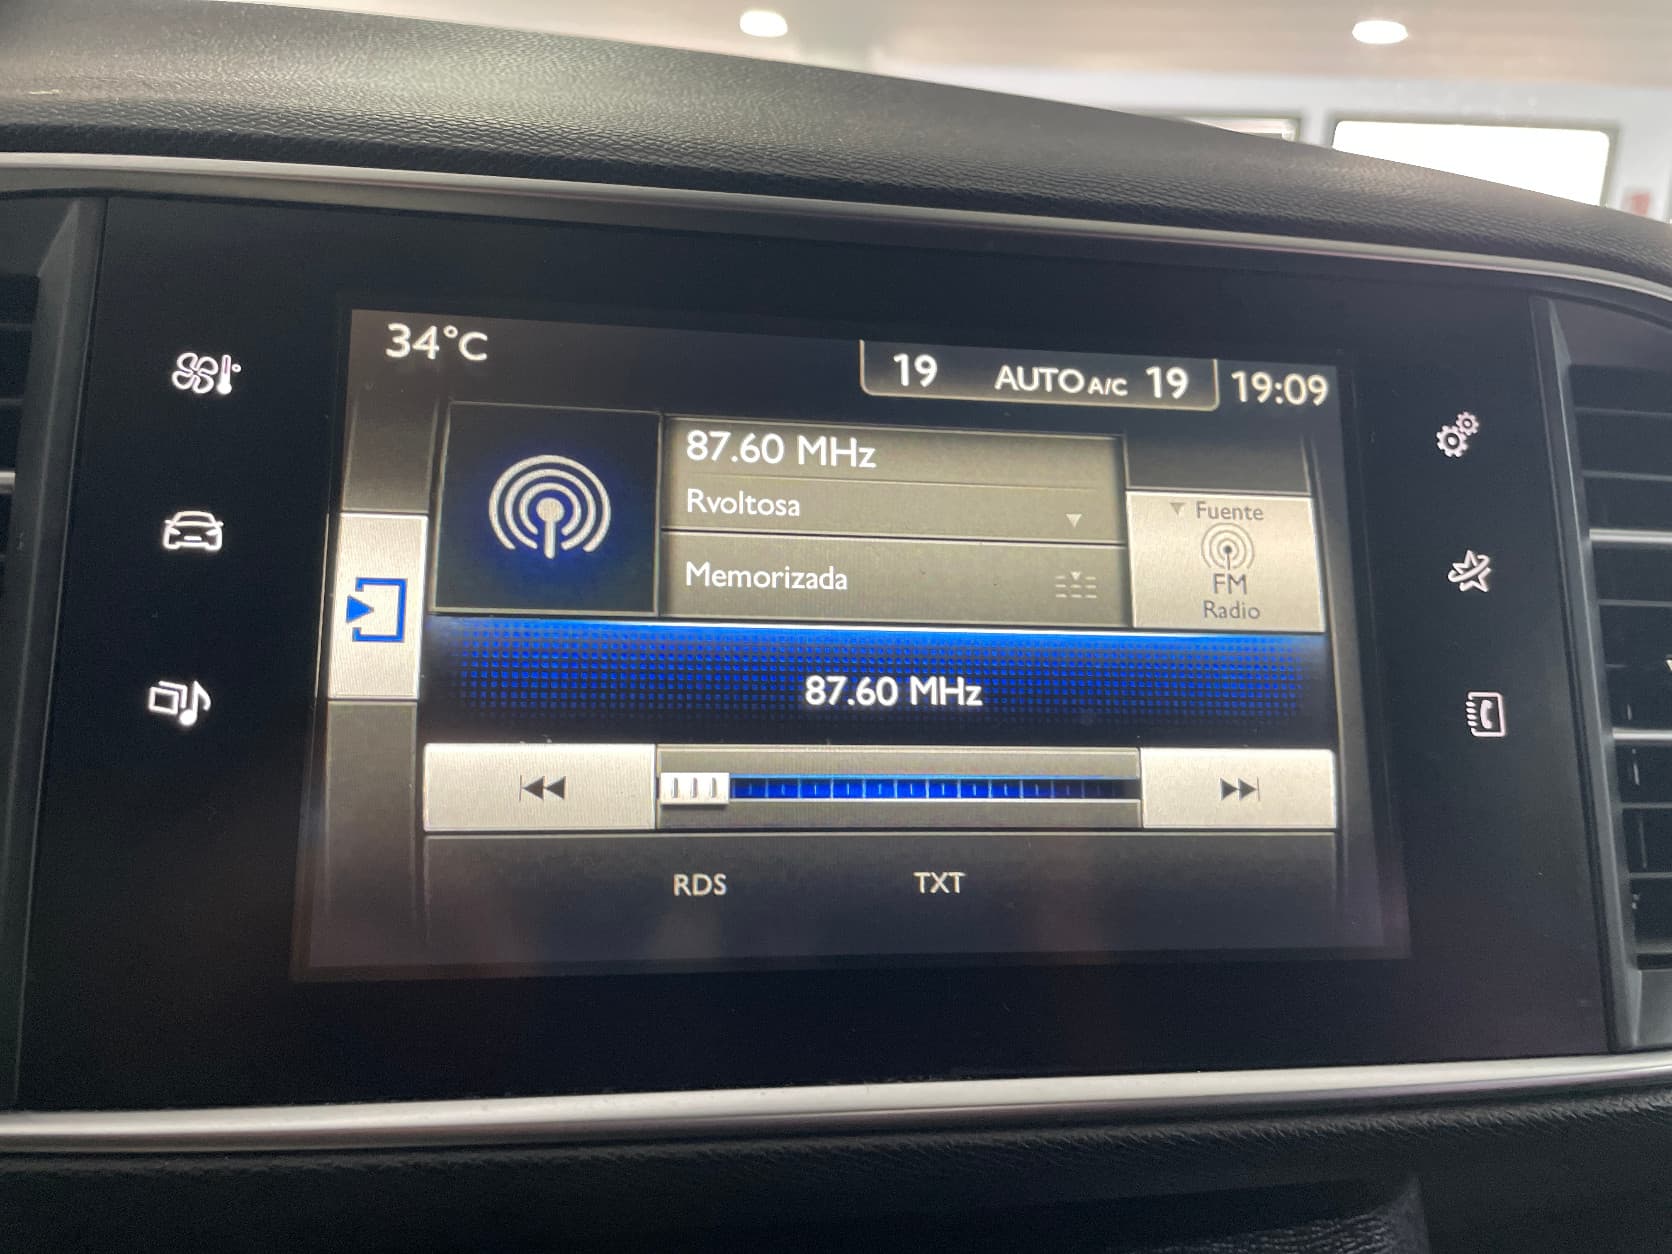 34°C
19 AUTO A/C 19 19:09
87.60 MHz
Rvoltosa
Memorizada
Fuente
FM
Radio
87.60 MHz
RDS TXT